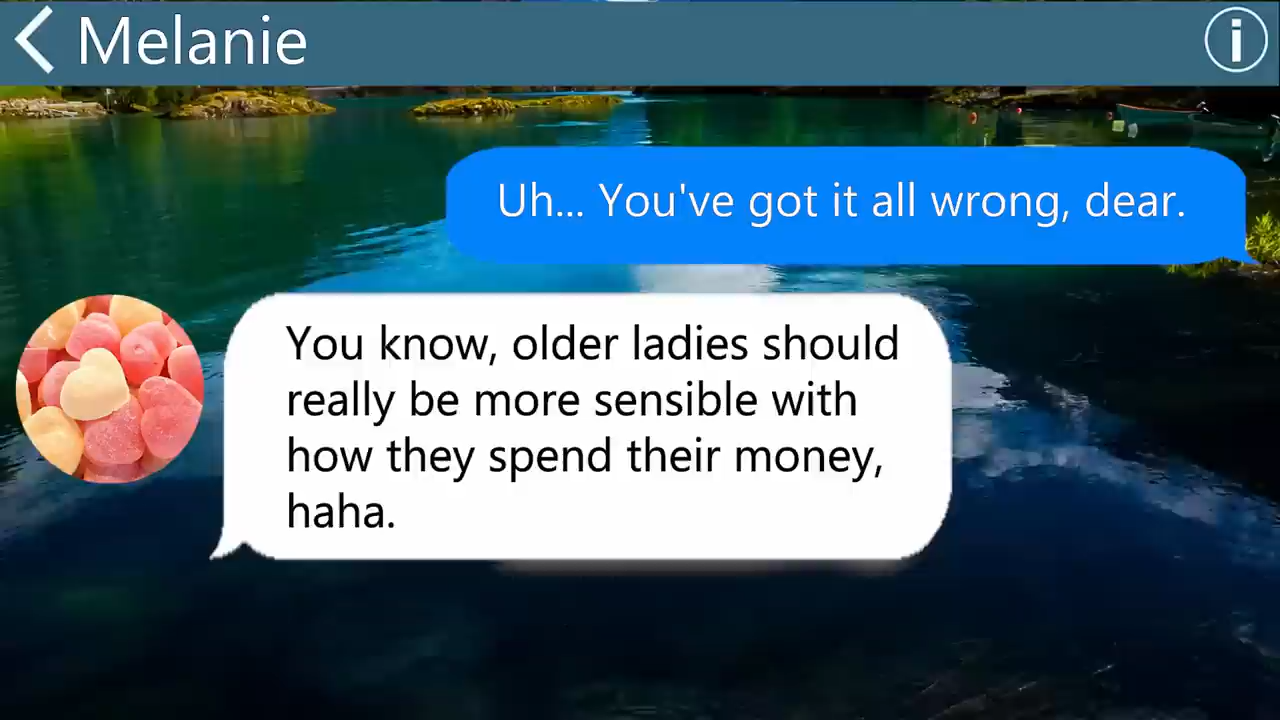 Melanie
Uh... You've got it all wrong, dear.
You know, older ladies should
really be more sensible with
how they spend their money,
haha.